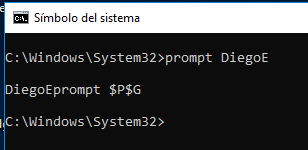 Símbolo del sistema
C:\Windows\System32>prompt DiegoE
DiegoEprompt $P$G
C:\Windows\System32>